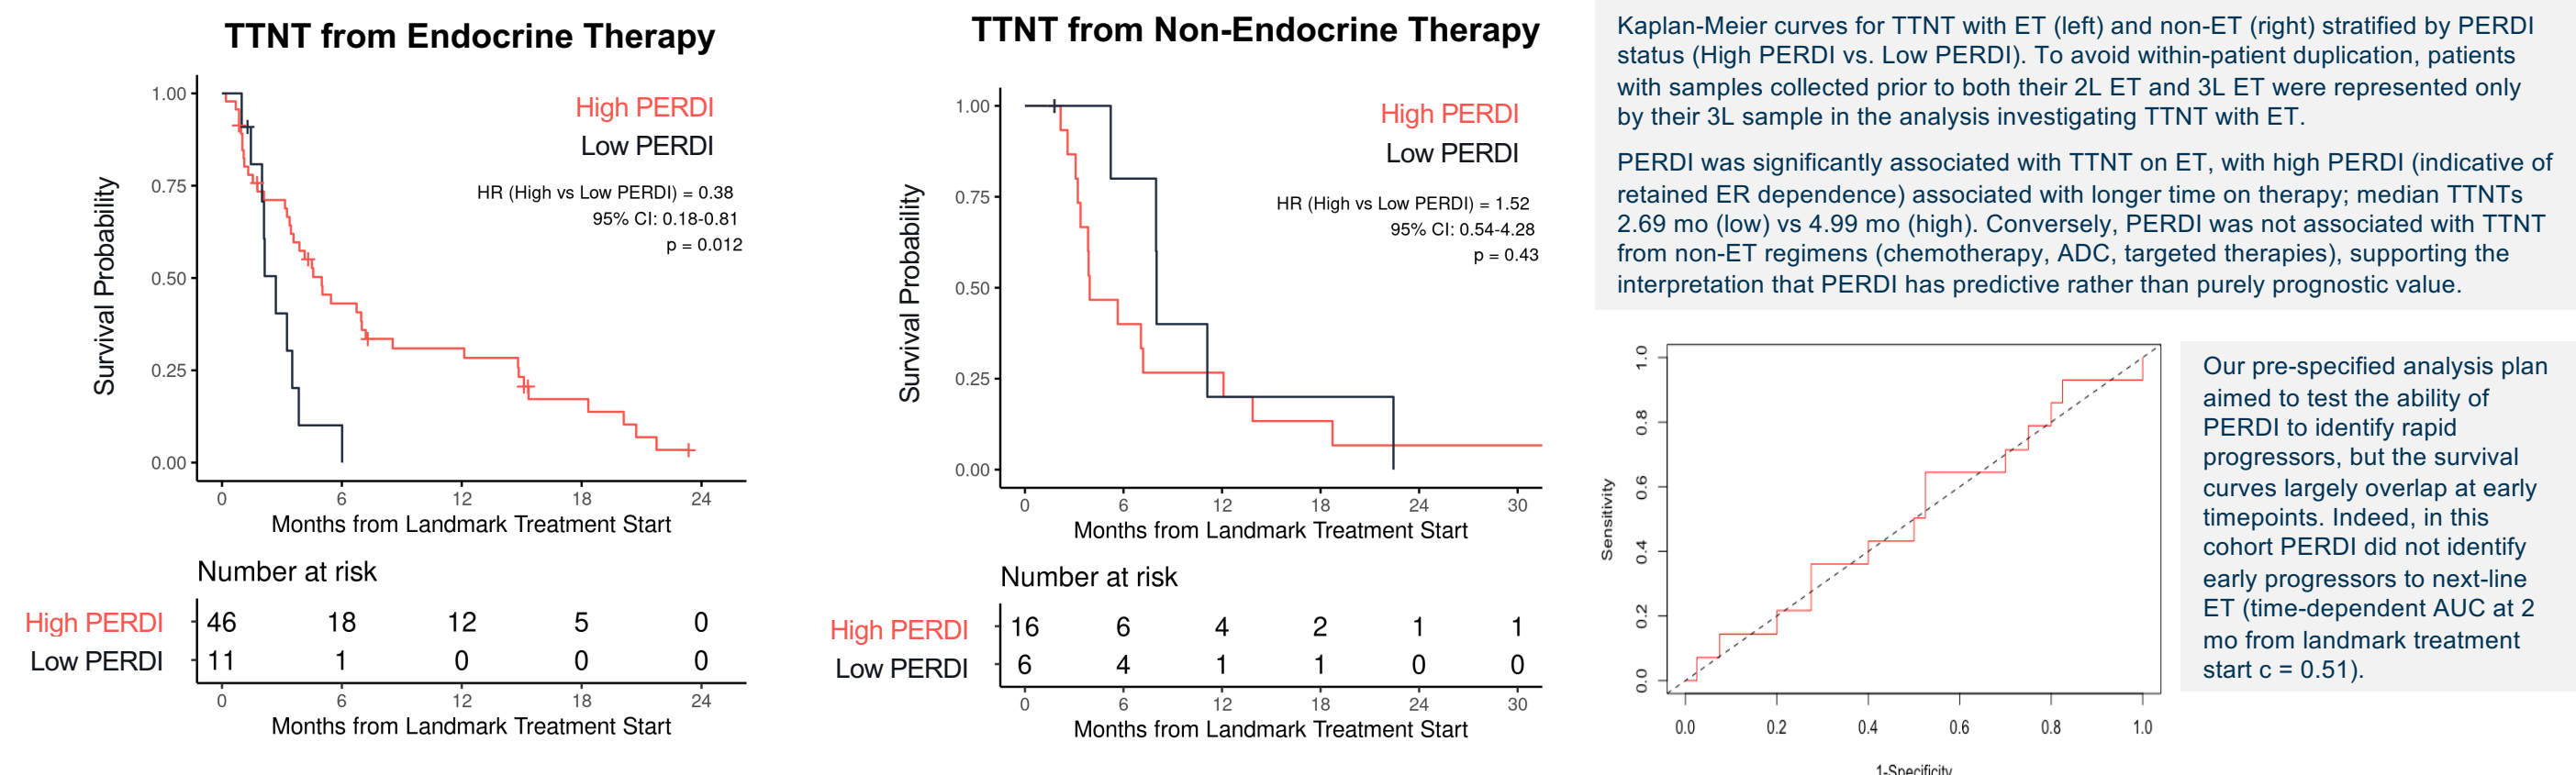 TTNT from Endocrine Therapy
Survival Probability
1.00
0.75
0.50
0.25
0.00
High PERDI
Low PERDI
HR (High vs Low PERDI) = 0.38
95% CI: 0.18-0.81
p = 0.012
0 6 12 18 24
Months from Landmark Treatment Start
Number at risk
High PERDI 46 18 12 5 0
Low PERDI 11 1 0 0 0
0 6 12 18 24
Months from Landmark Treatment Start
TTNT from Non-Endocrine Therapy
Survival Probability
1.00
0.75
0.50
0.25
0.00
High PERDI
Low PERDI
HR (High vs Low PERDI) = 1.52
95% CI: 0.54-4.28
p = 0.43
0 6 12 18 24 30
Months from Landmark Treatment Start
Number at risk
High PERDI 16 6 4 2 1 1
Low PERDI 6 4 1 1 0 0
0 6 12 18 24 30
Months from Landmark Treatment Start
Kaplan-Meier curves for TTNT with ET (left) and non-ET (right) stratified by PERDI
status (High PERDI vs. Low PERDI). To avoid within-patient duplication, patients
with samples collected prior to both their 2L ET and 3L ET were represented only
by their 3L sample in the analysis investigating TTNT with ET.
PERDI was significantly associated with TTNT on ET, with high PERDI (indicative of
retained ER dependence) associated with longer time on therapy; median TTNTs
2.69 mo (low) vs 4.99 mo (high). Conversely, PERDI was not associated with TTNT
from non-ET regimens (chemotherapy, ADC, targeted therapies), supporting the
interpretation that PERDI has predictive rather than purely prognostic value.
Sensitivity
1.0
0.8
0.6
0.4
0.2
0.0
0.0 0.2 0.4 0.6 0.8 1.0
1-Specificity
Our pre-specified analysis plan
aimed to test the ability of
PERDI to identify rapid
progressors, but the survival
curves largely overlap at early
timepoints. Indeed, in this
cohort PERDI did not identify
early progressors to next-line
ET (time-dependent AUC at 2
mo from landmark treatment
start c = 0.51).